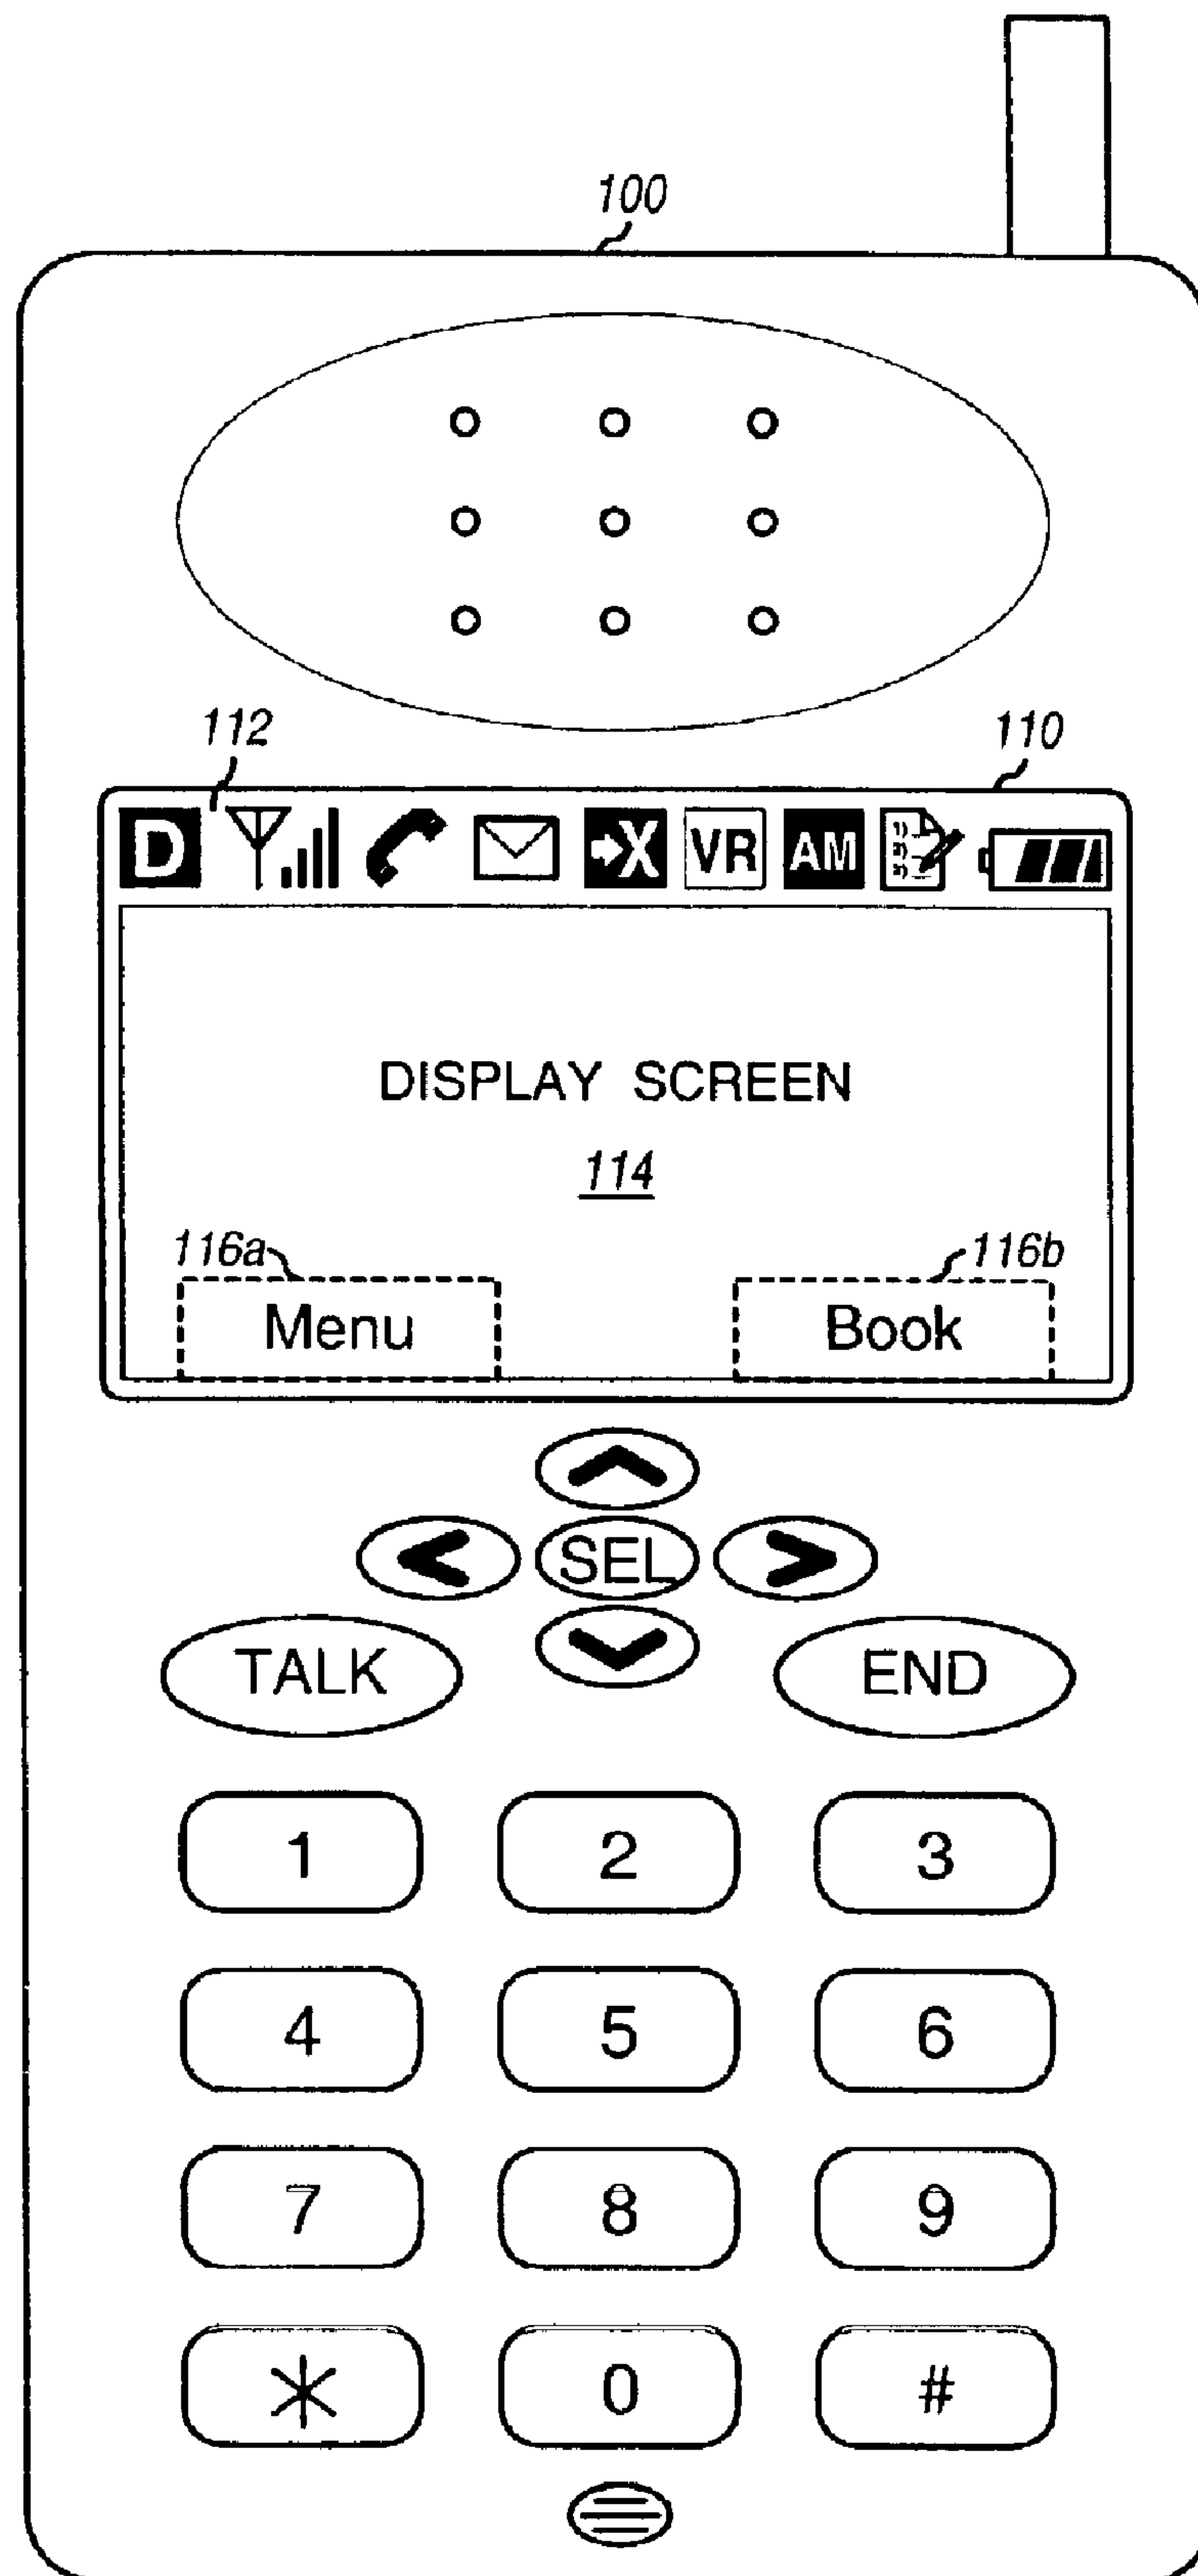 100
112 110
D X VR AM
DISPLAY SCREEN
114
116a 116b
Menu Book
SEL
TALK END
1 2 3
4 5 6
7 8 9
* 0 #